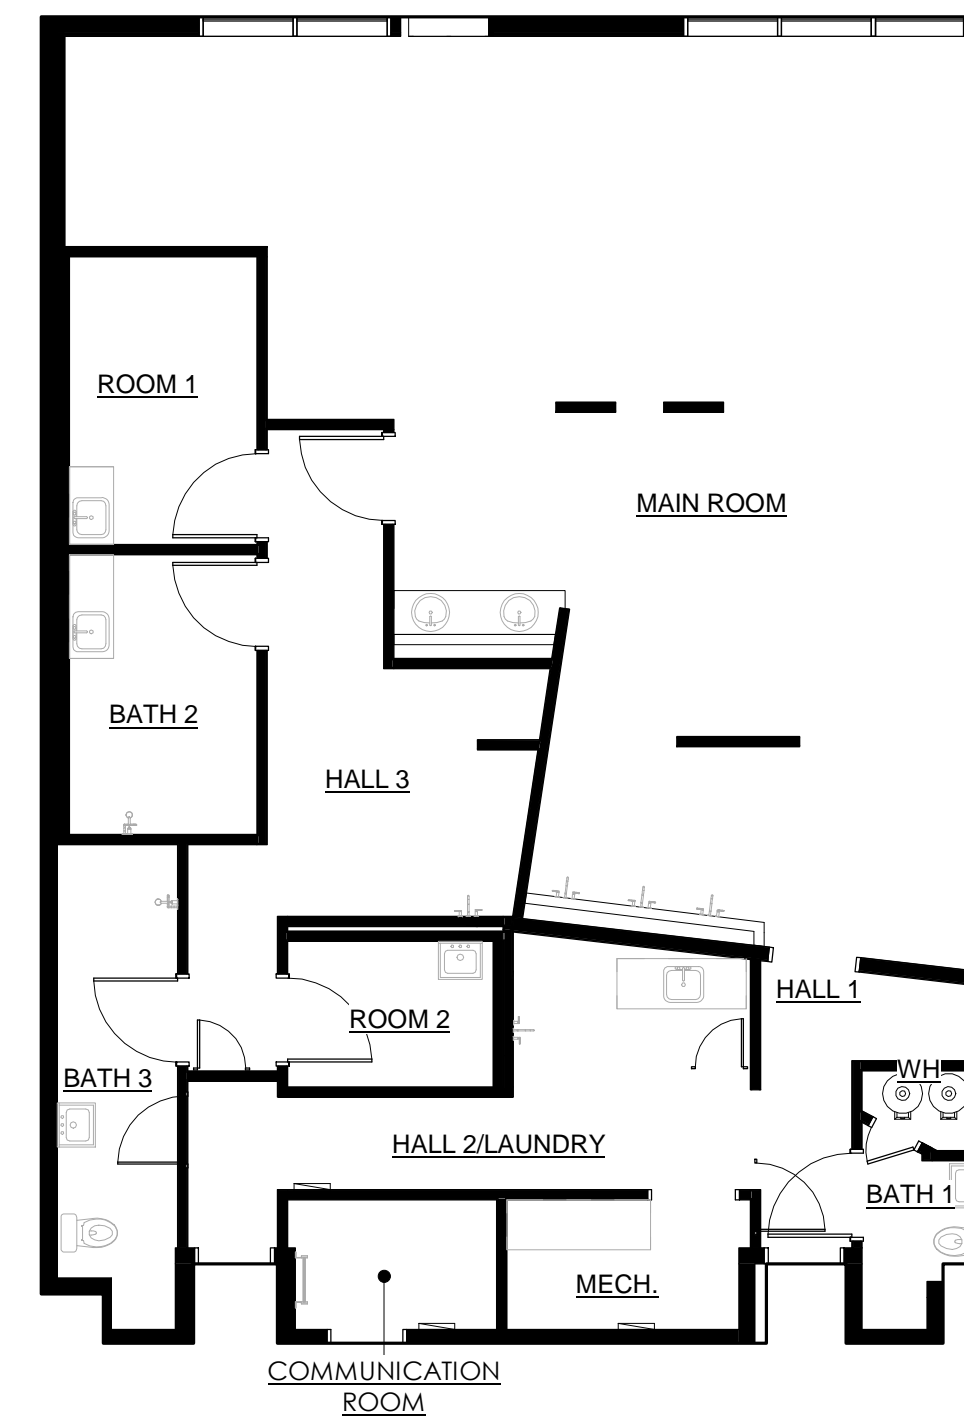 ROOM 1
MAIN ROOM
BATH 2
HALL 3
HALL 1
ROOM 2
WH
BATH 3
HALL 2/LAUNDRY
BATH 1
MECH.
COMMUNICATION
ROOM